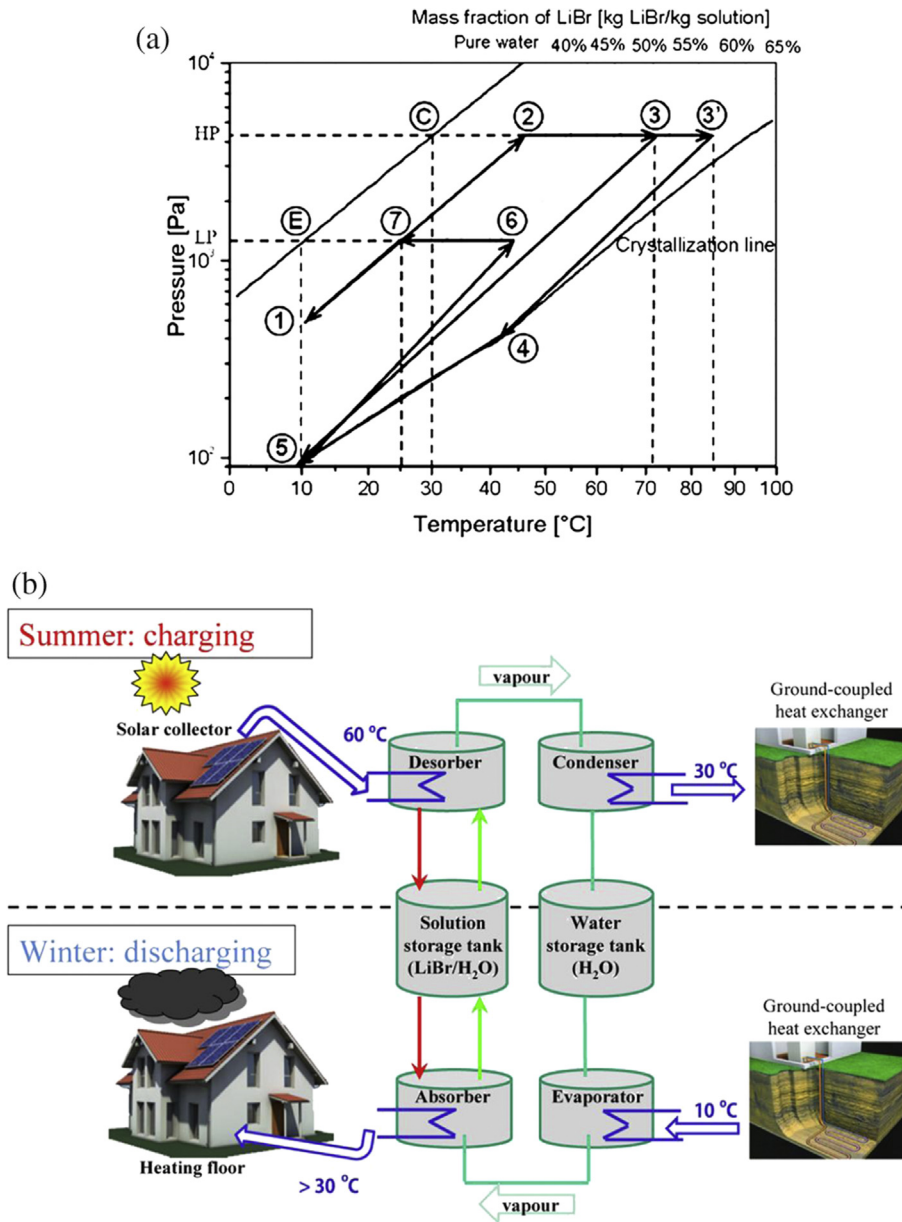 (a)
Mass fraction of LiBr [kg LiBr/kg solution]
Pure water 40% 45% 50% 55% 60% 65%
10⁴
HP
C
2
3
3'
E
7
6
LP
10³
Crystallization line
1
4
5
10²
Pressure [Pa]
0 10 20 30 40 50 60 70 80 90 100
Temperature [°C]
(b)
Summer: charging
vapour
Ground-coupled
heat exchanger
Solar collector
60 °C
Desorber
Condenser
30 °C
Solution
storage tank
(LiBr/H₂O)
Water
storage tank
(H₂O)
Winter: discharging
Ground-coupled
heat exchanger
Absorber
Evaporator
10 °C
Heating floor
> 30 °C
vapour